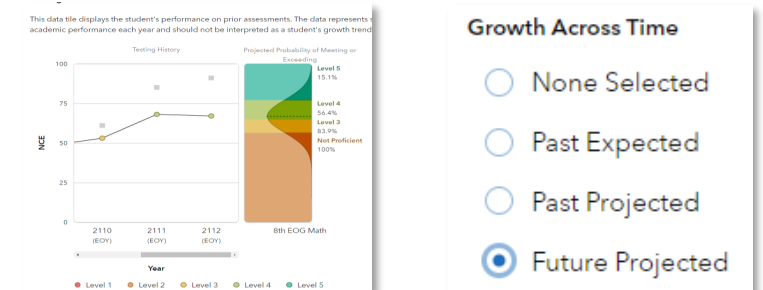 This data tile displays the student's performance on prior assessments. The data represents
academic performance each year and should not be interpreted as a student's growth trend
Testing History
Projected Probability of Meeting or
Exceeding
100
75
50
25
0
NCE
2110
(EOY)
2111
(EOY)
2112
(EOY)
Year
Level 5
15.1%
Level 4
56.4%
Level 3
83.9%
Not Proficient
100%
8th EOG Math
Level 1
Level 2
Level 3
Level 4
Level 5
Growth Across Time
None Selected
Past Expected
Past Projected
Future Projected